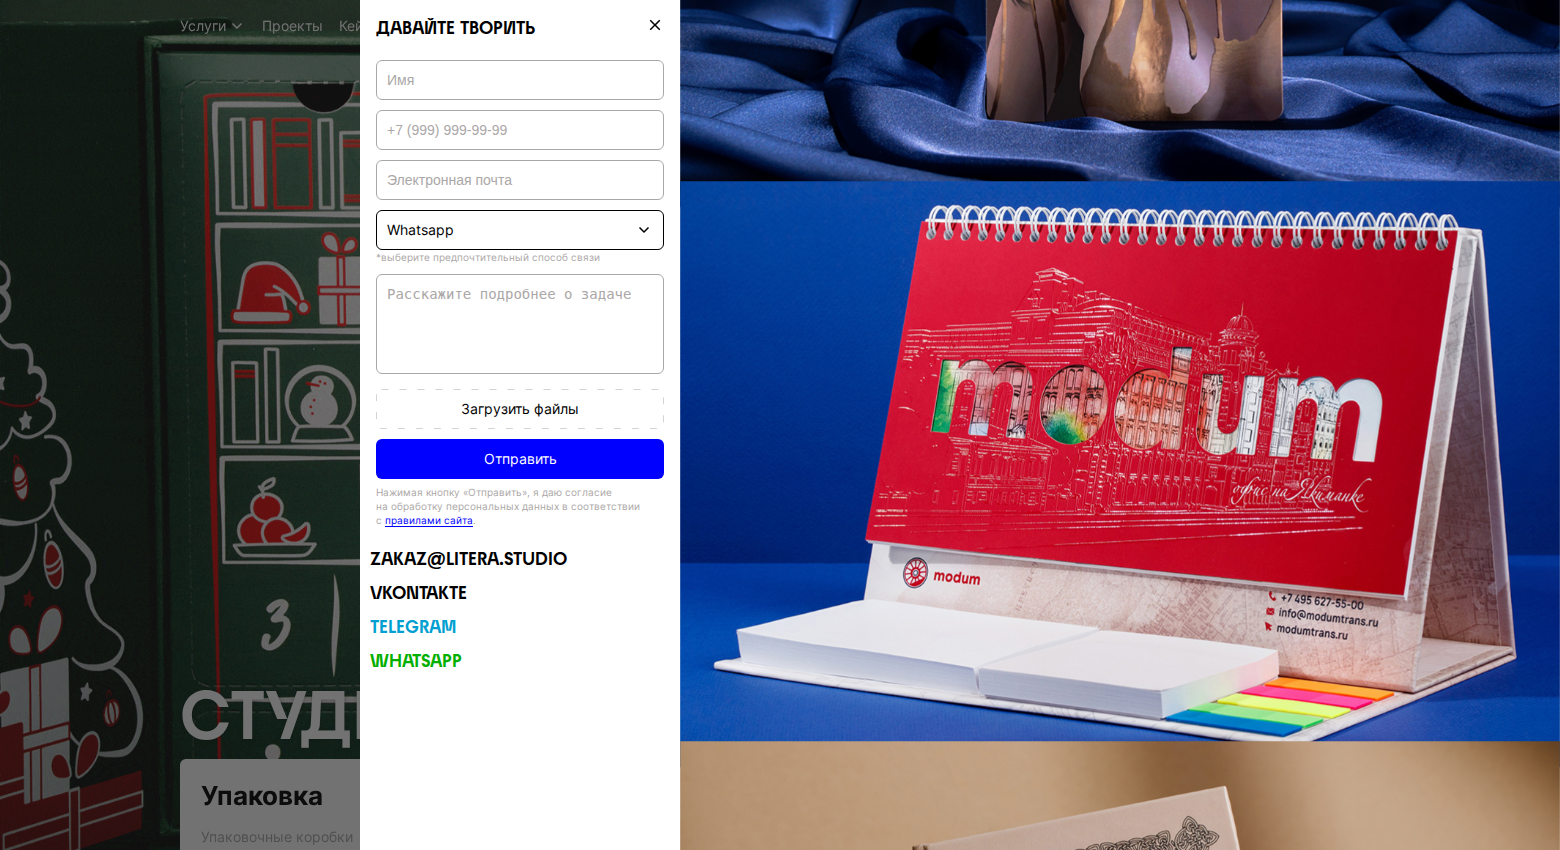 Услуги
Проекты
ДАВАЙТЕ ТВОРИТЬ
Имя
+7 (999) 999-99-99
Электронная почта
Whatsapp
*выберите предпочтительный способ связи
Расскажите подробнее о задаче
Загрузить файлы
Отправить
Нажимая кнопку «Отправить», я даю согласие
на обработку персональных данных в соответствии
с правилами сайта.
ZAKAZ@LITERA.STUDIO
VKONTAKTE
TELEGRAM
WHATSAPP
31
Упаковка
Упаковочные коробки
modum
офис на Якиманке
modum
+7 495 627-55-00
info@modumtrans.ru
modumtrans.ru